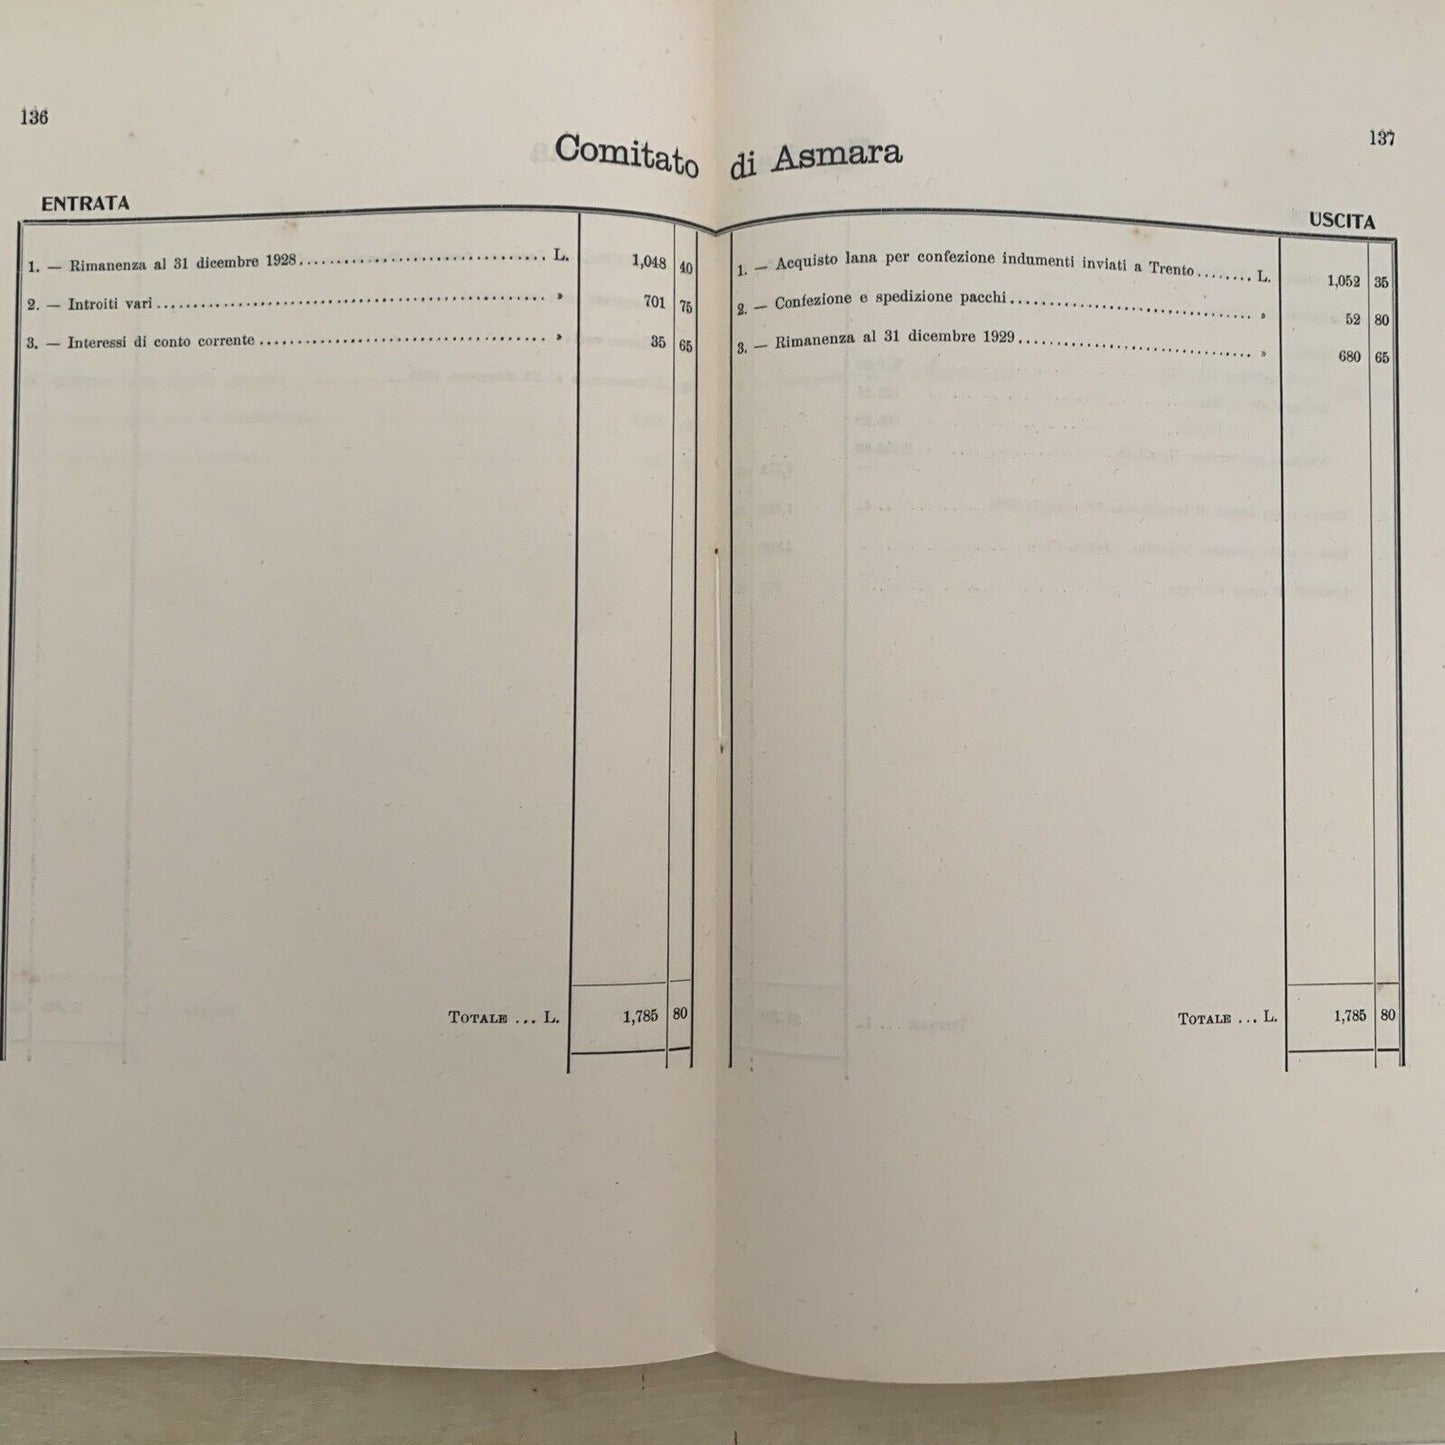 136
137
Comitato di Asmara
ENTRATA
1. — Rimanenza al 31 dicembre 1928 ................................ L. 1,048 40
2. — Introiti vari ................................................ » 701 75
3. — Interessi di conto corrente .................................. » 35 65
TOTALE ... L. 1,785 80
USCITA
1. — Acquisto lana per confezione indumenti inviati a Trento ........ L. 1,052 35
2. — Confezione e spedizione pacchi ................................ » 52 80
3. — Rimanenza al 31 dicembre 1929 ................................ » 680 65
TOTALE ... L. 1,785 80